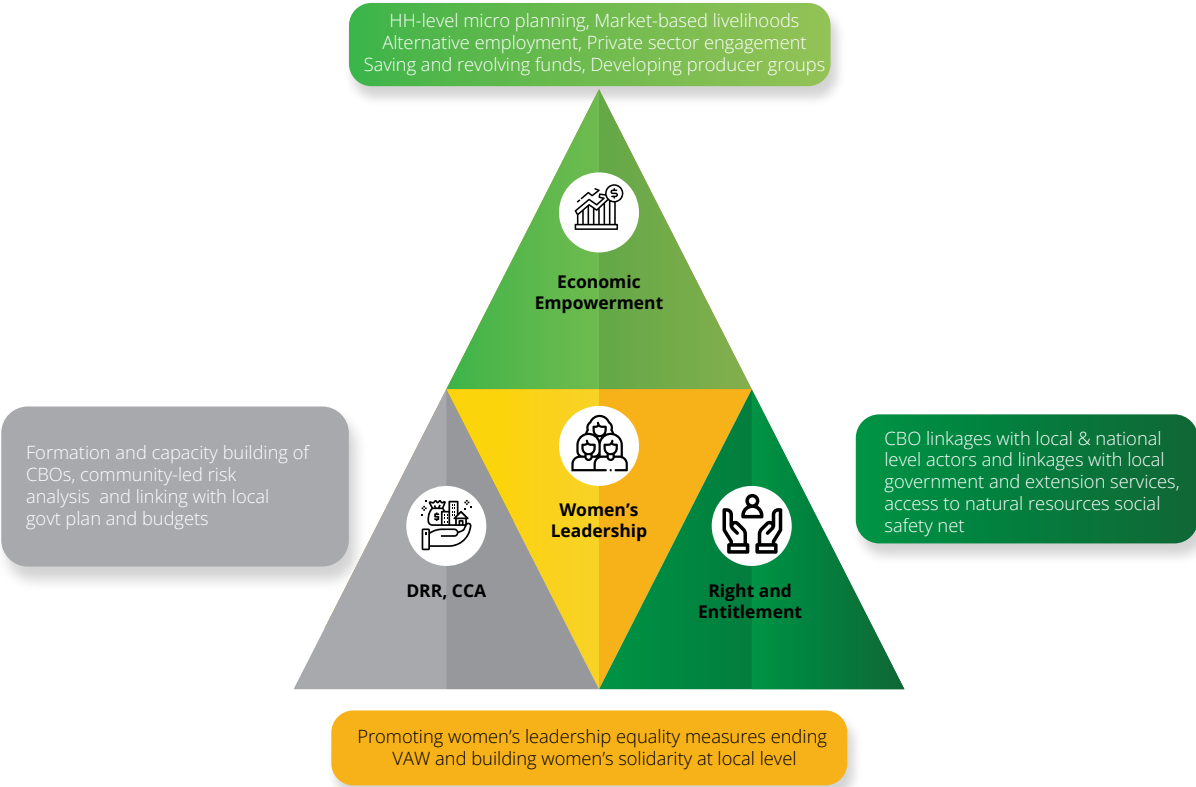 HH-level micro planning, Market-based livelihoods
Alternative employment, Private sector engagement
Saving and revolving funds, Developing producer groups
$
Economic
Empowerment
Formation and capacity building of
CBOs, community-led risk
analysis and linking with local
govt plan and budgets
CBO linkages with local & national
level actors and linkages with local
government and extension services,
access to natural resources social
safety net
Women’s
Leadership
$
DRR, CCA
Right and
Entitlement
Promoting women’s leadership equality measures ending
VAW and building women’s solidarity at local level